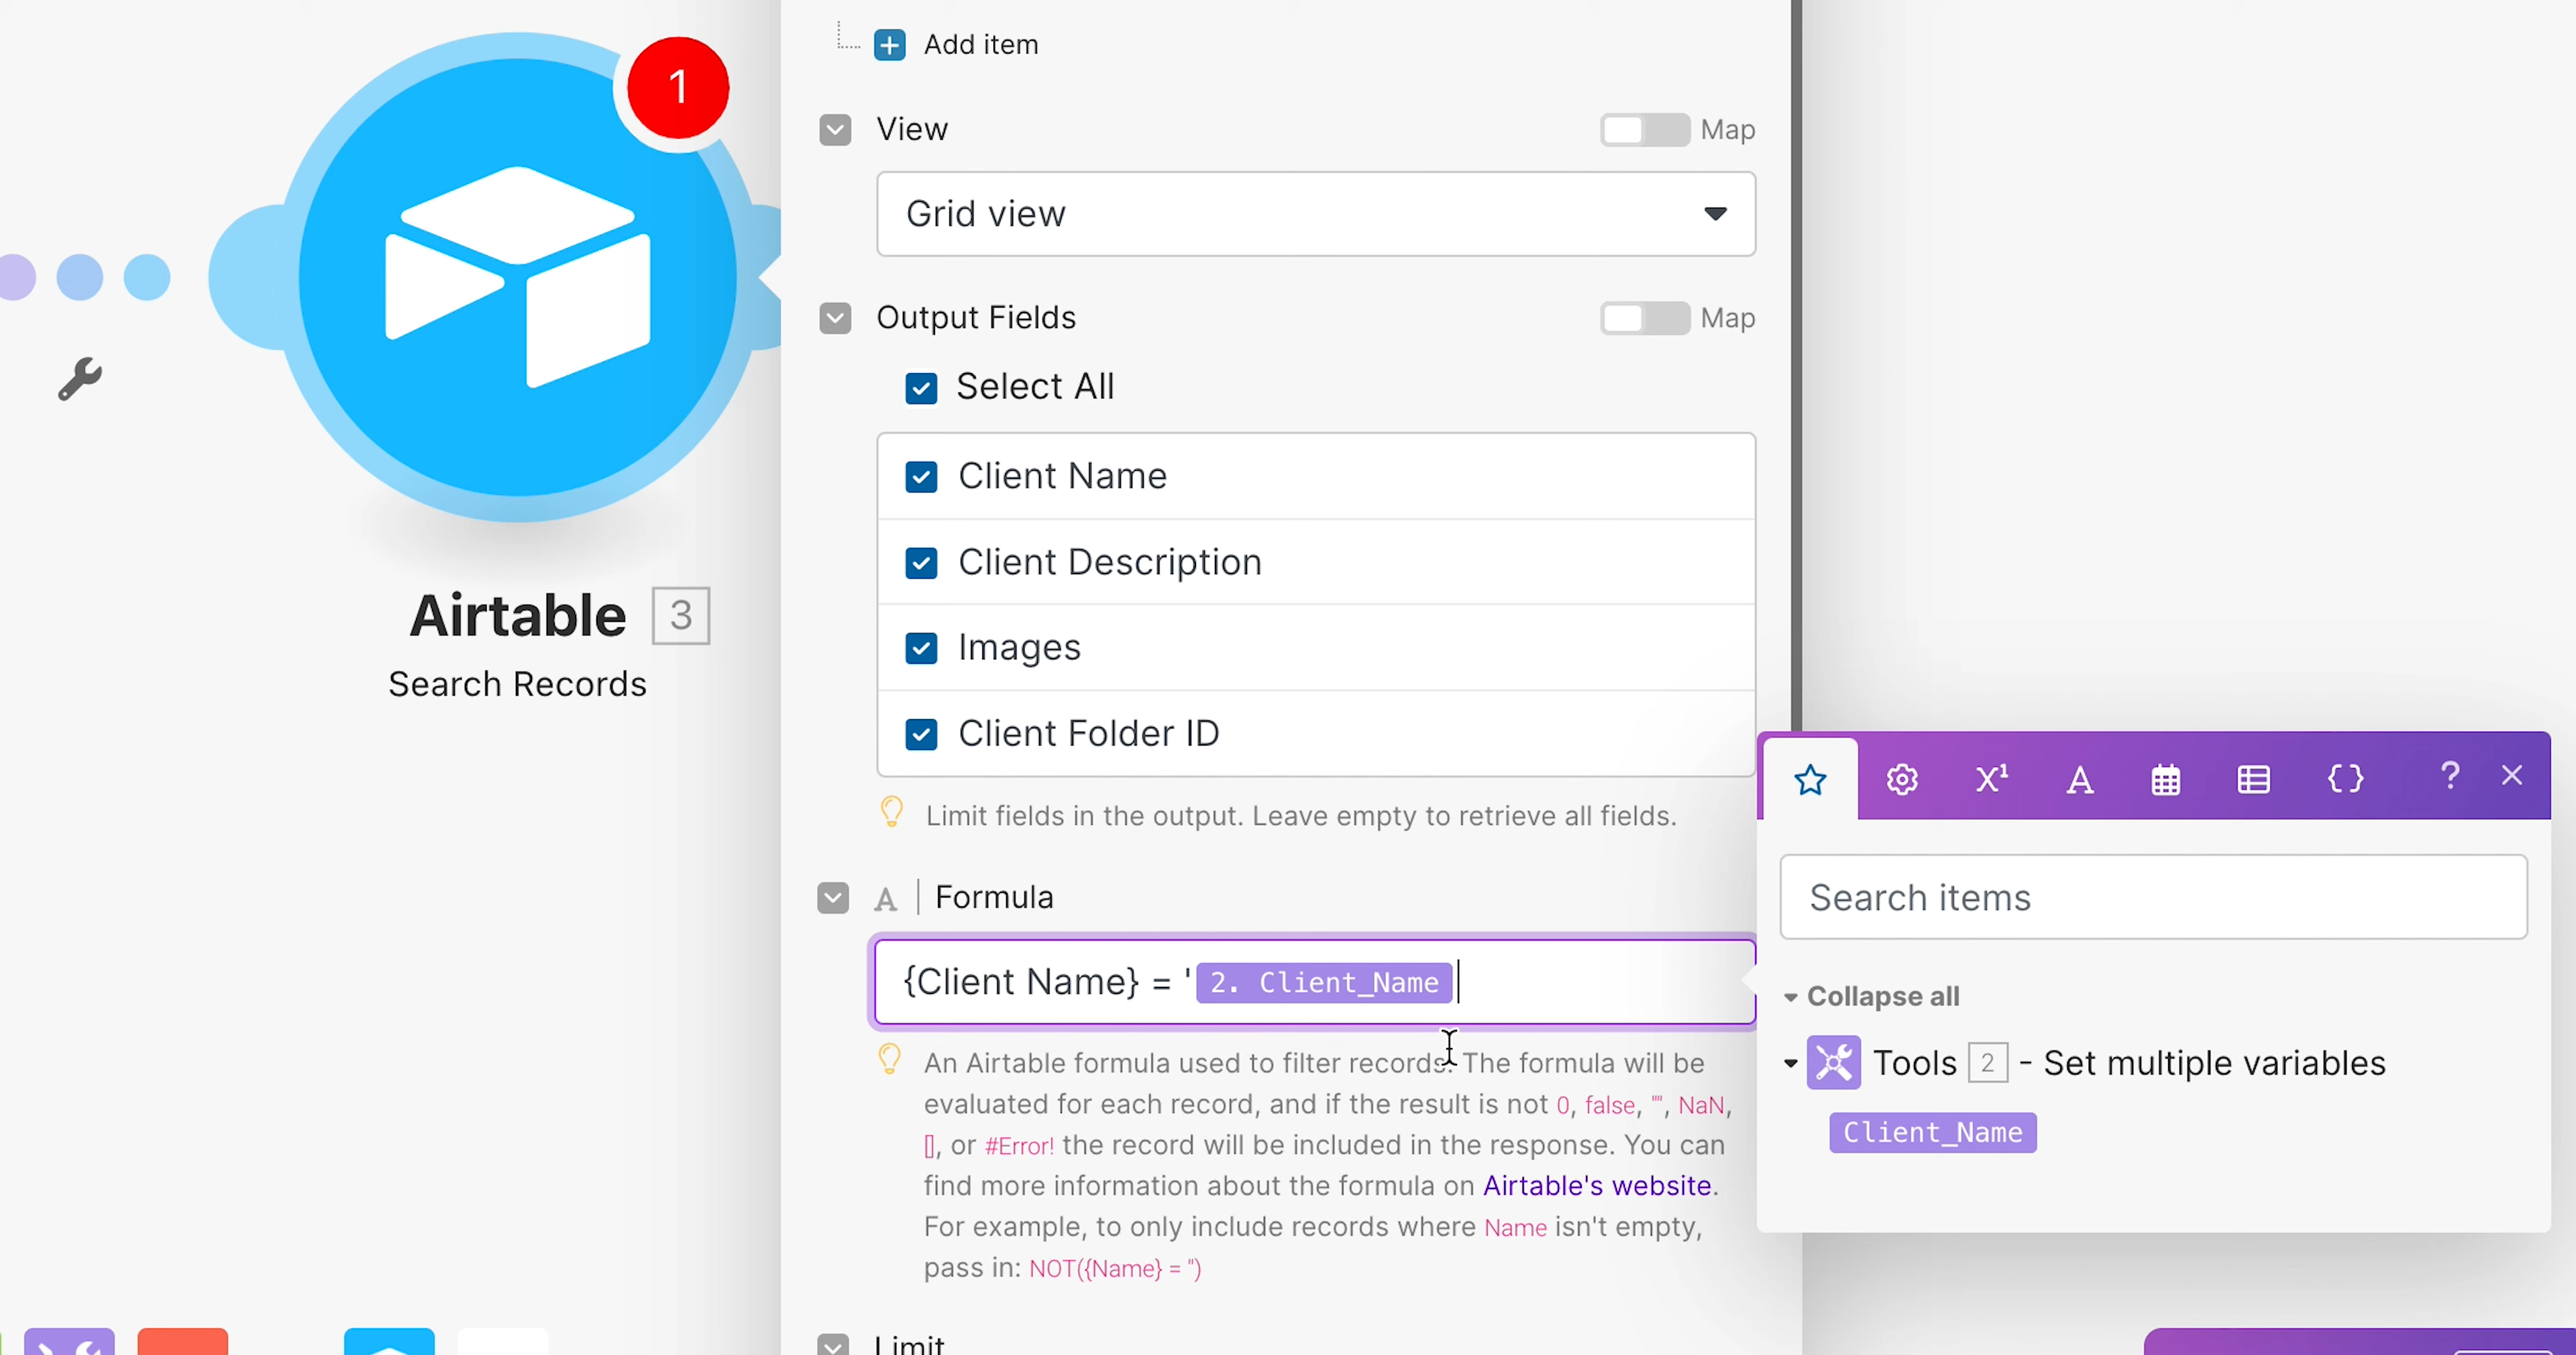 1
Airtable 3
Search Records
Add item
View Map
Grid view
Output Fields Map
Select All
Client Name
Client Description
Images
Client Folder ID
Limit fields in the output. Leave empty to retrieve all fields.
A Formula
{Client Name} = ' 2. Client_Name
An Airtable formula used to filter records. The formula will be
evaluated for each record, and if the result is not 0, false, "", NaN,
[], or #Error! the record will be included in the response. You can
find more information about the formula on Airtable's website.
For example, to only include records where Name isn't empty,
pass in: NOT({Name} = '')
Limit
X¹ A {} ?
Search items
Collapse all
Tools 2 - Set multiple variables
Client_Name